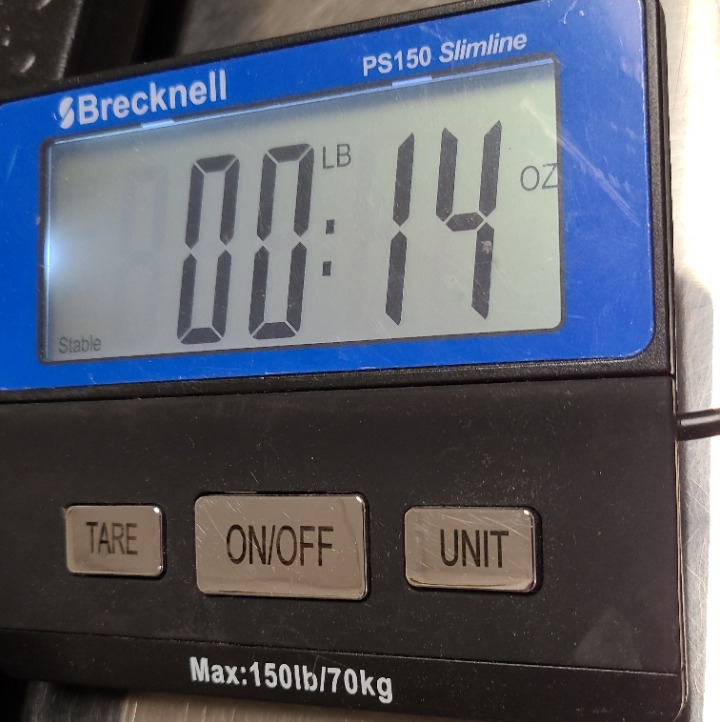 Brecknell PS150 Slimline
00 LB : 14 OZ
Stable
TARE ON/OFF UNIT
Max:150lb/70kg